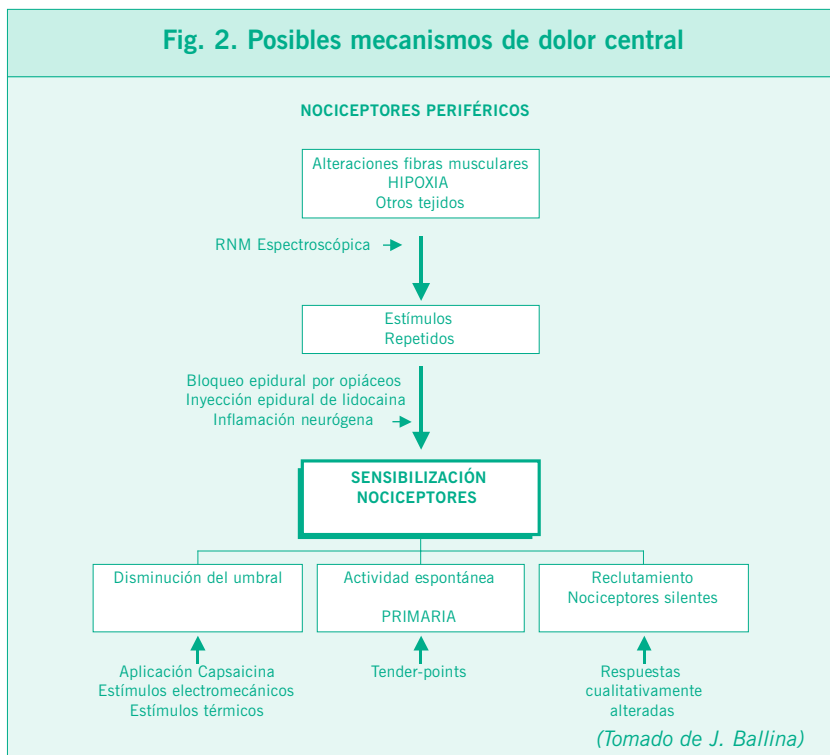 Fig. 2. Posibles mecanismos de dolor central
NOCICEPTORES PERIFÉRICOS
Alteraciones fibras musculares
HIPOXIA
Otros tejidos
RNM Espectroscópica
Estímulos
Repetidos
Bloqueo epidural por opiáceos
Inyección epidural de lidocaina
Inflamación neurógena
SENSIBILIZACIÓN
NOCICEPTORES
Disminución del umbral
Actividad espontánea
PRIMARIA
Reclutamiento
Nociceptores silentes
Aplicación Capsaicina
Estímulos electromecánicos
Estímulos térmicos
Tender-points
Respuestas
cualitativamente
alteradas
(Tomado de J. Ballina)